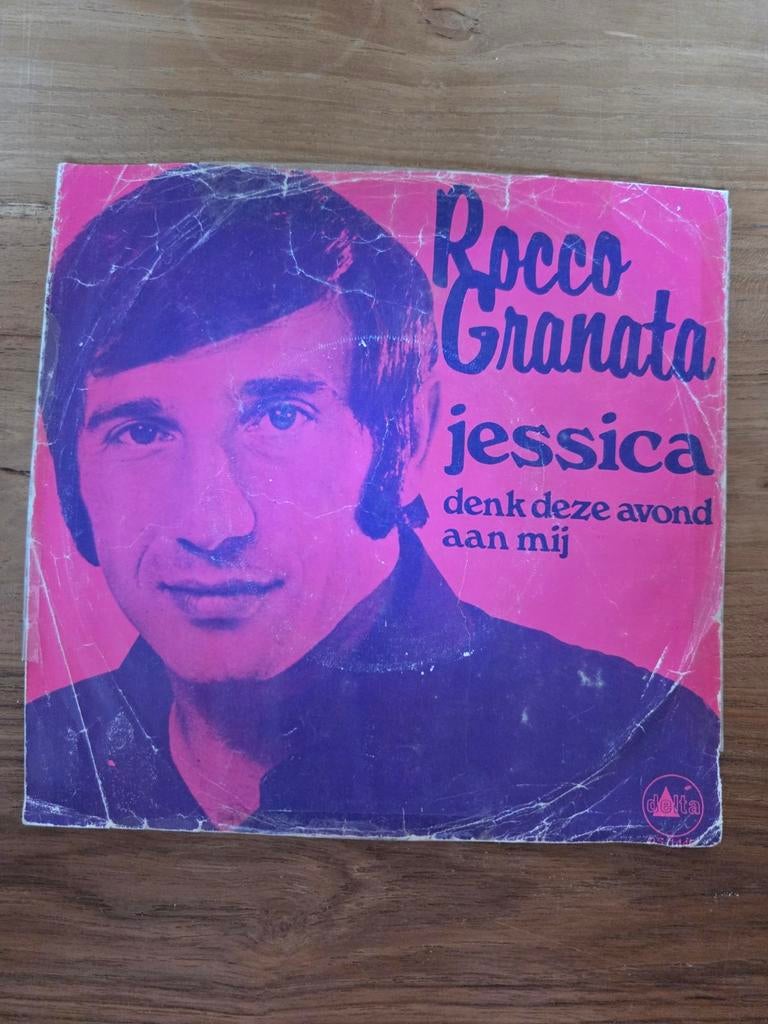 Rocco
Granata
jessica
denk deze avond
aan mij
delta